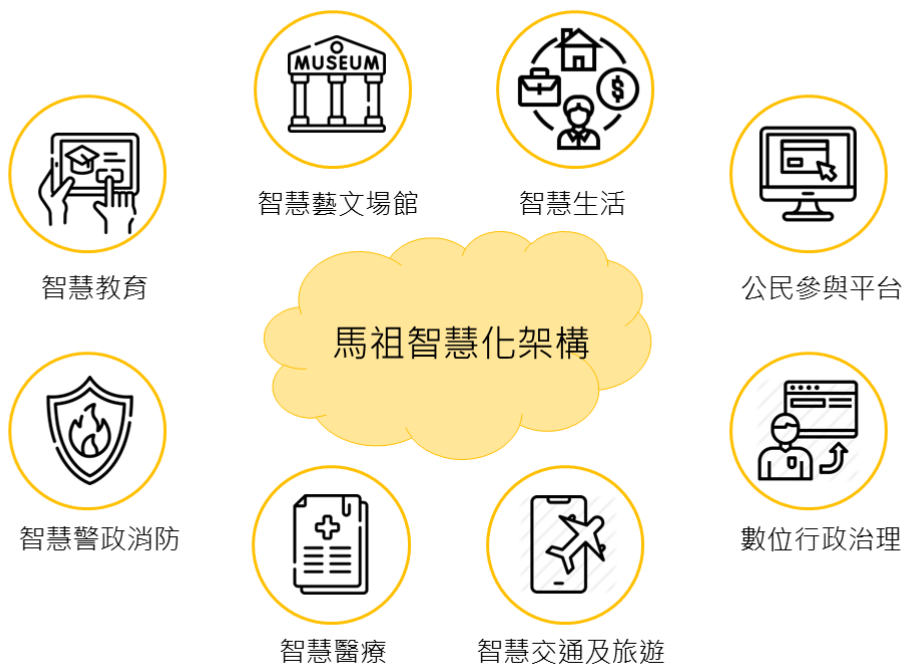 MUSEUM
智慧藝文場館
智慧生活
智慧教育
公民參與平台
馬祖智慧化架構
智慧警政消防
數位行政治理
智慧醫療
智慧交通及旅遊